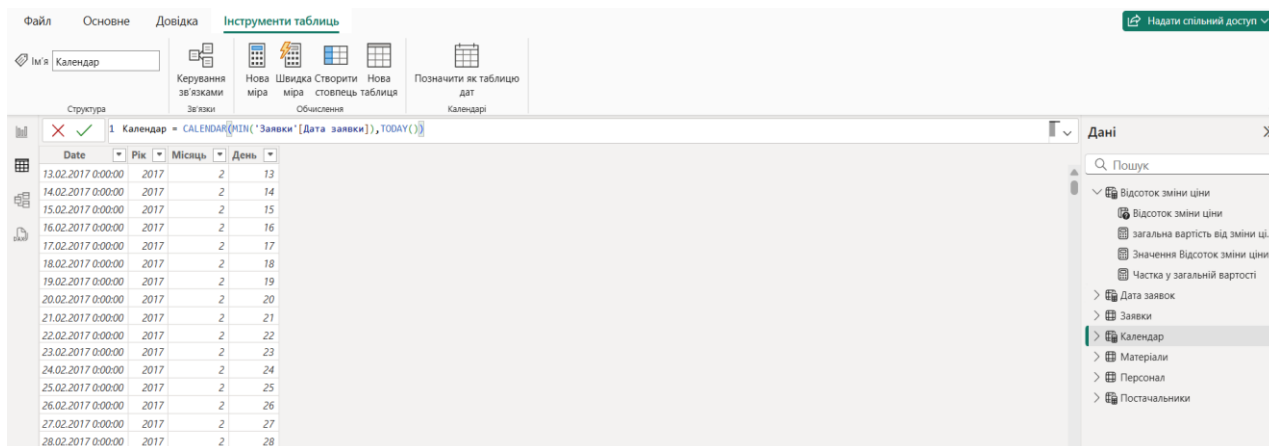 Файл Основне Довідка Інструменти таблиць Надати спільний доступ
Ім'я Календар
Керування зв'язками
Нова міра
Швидка міра
Створити стовпець
Нова таблиця
Позначити як таблицю дат
Структура Зв'язки Обчислення Календарі
1 Календар = CALENDAR(MIN('Заявки'[Дата заявки]),TODAY())
Date Рік Місяць День
13.02.2017 0:00:00 2017 2 13
14.02.2017 0:00:00 2017 2 14
15.02.2017 0:00:00 2017 2 15
16.02.2017 0:00:00 2017 2 16
17.02.2017 0:00:00 2017 2 17
18.02.2017 0:00:00 2017 2 18
19.02.2017 0:00:00 2017 2 19
20.02.2017 0:00:00 2017 2 20
21.02.2017 0:00:00 2017 2 21
22.02.2017 0:00:00 2017 2 22
23.02.2017 0:00:00 2017 2 23
24.02.2017 0:00:00 2017 2 24
25.02.2017 0:00:00 2017 2 25
26.02.2017 0:00:00 2017 2 26
27.02.2017 0:00:00 2017 2 27
28.02.2017 0:00:00 2017 2 28
Дані
Пошук
Відсоток зміни ціни
Відсоток зміни ціни
загальна вартість від зміни ці...
Значення Відсоток зміни ціни
Частка у загальній вартості
Дата заявок
Заявки
Календар
Матеріали
Персонал
Постачальники